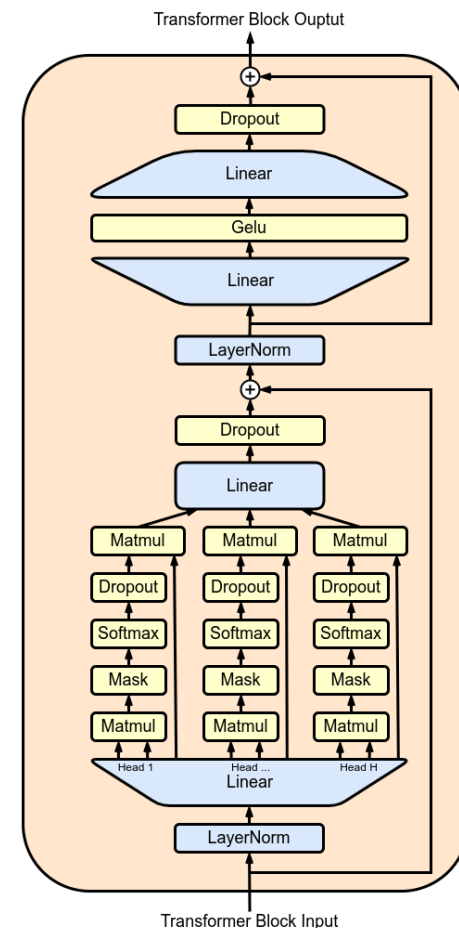 Transformer Block Ouptut
+
Dropout
Linear
Gelu
Linear
LayerNorm
+
Dropout
Linear
Matmul Matmul Matmul
Dropout Dropout Dropout
Softmax Softmax Softmax
Mask Mask Mask
Matmul Matmul Matmul
Head 1 Head ... Head H
Linear
LayerNorm
Transformer Block Input